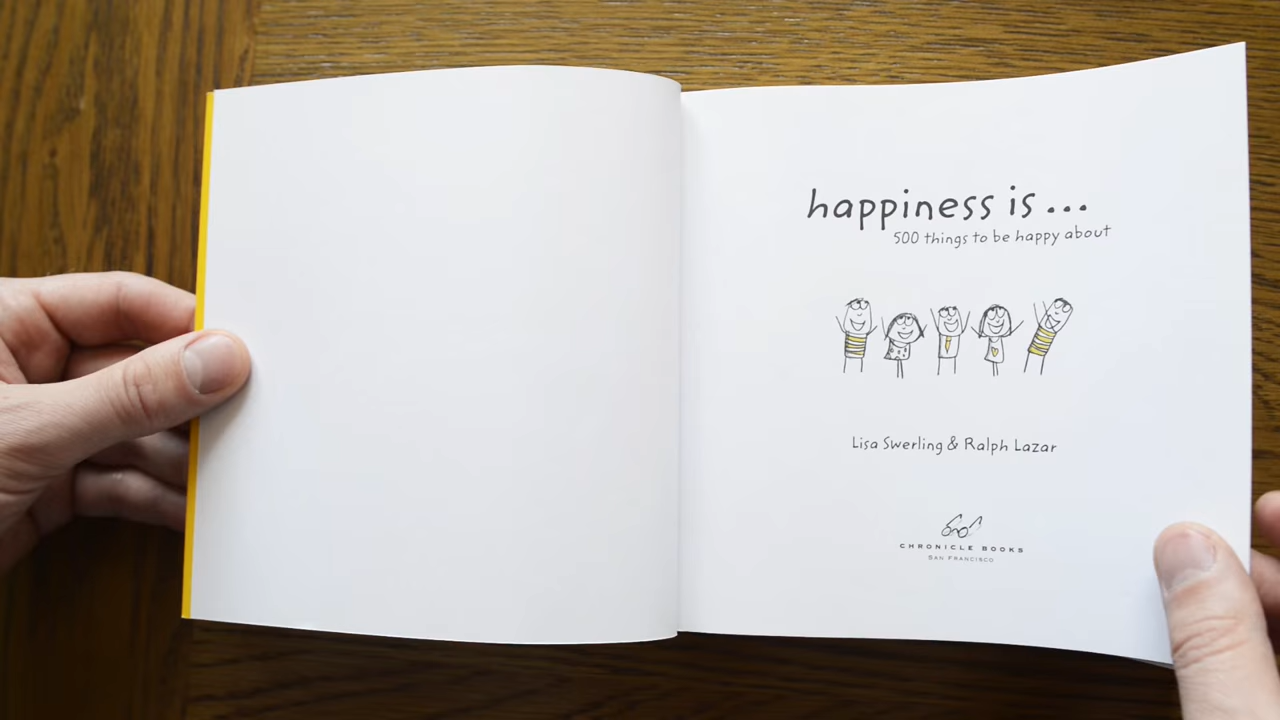 happiness is ...
500 things to be happy about
Lisa Swerling & Ralph Lazar
CHRONICLE BOOKS
SAN FRANCISCO